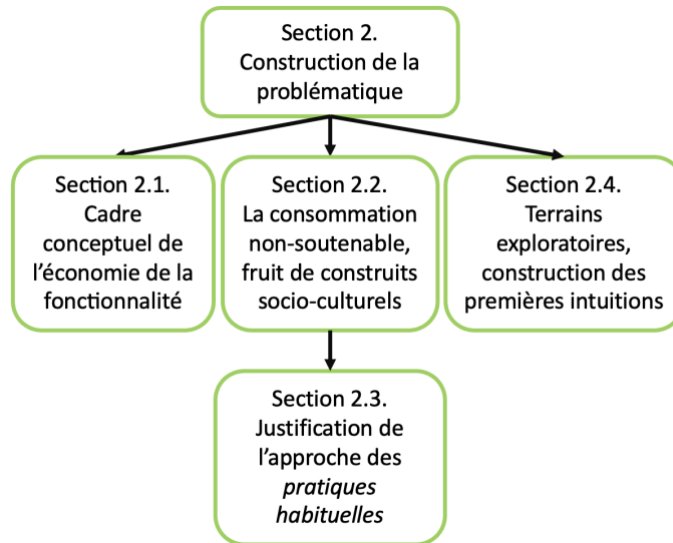 Section 2.
Construction de la
problématique
Section 2.1.
Cadre
conceptuel de
l’économie de la
fonctionnalité
Section 2.2.
La consommation
non-soutenable,
fruit de construits
socio-culturels
Section 2.4.
Terrains
exploratoires,
construction des
premières intuitions
Section 2.3.
Justification de
l’approche des
pratiques
habituelles